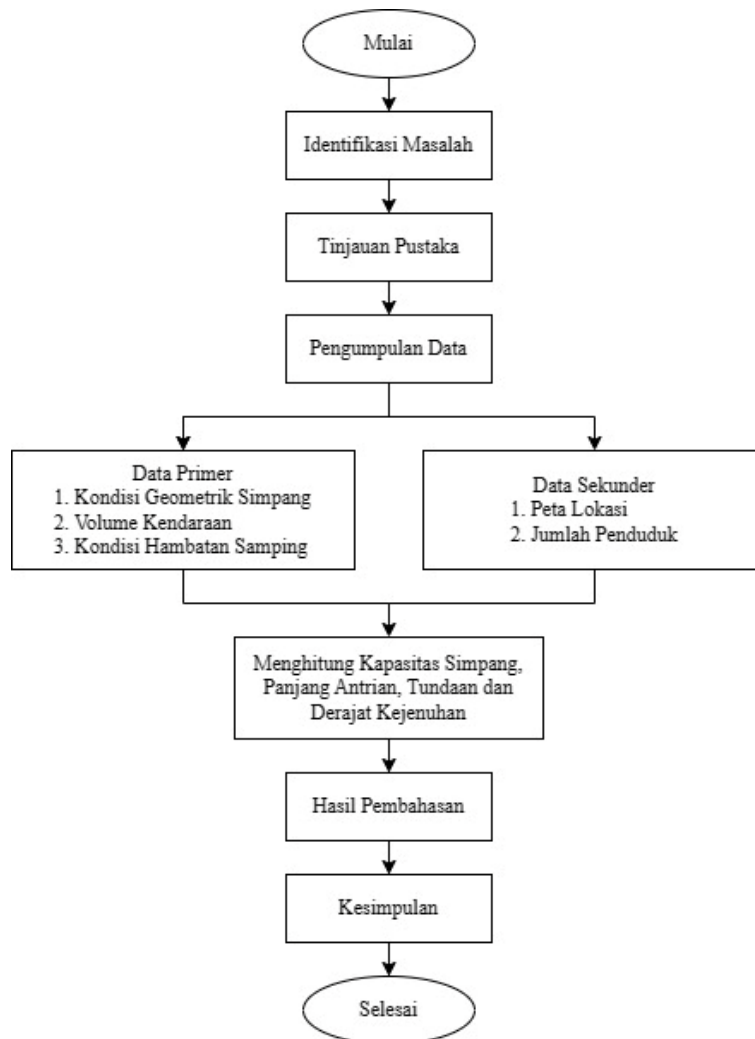 Mulai
Identifikasi Masalah
Tinjauan Pustaka
Pengumpulan Data
Data Primer
1. Kondisi Geometrik Simpang
2. Volume Kendaraan
3. Kondisi Hambatan Samping
Data Sekunder
1. Peta Lokasi
2. Jumlah Penduduk
Menghitung Kapasitas Simpang,
Panjang Antrian, Tundaan dan
Derajat Kejenuhan
Hasil Pembahasan
Kesimpulan
Selesai